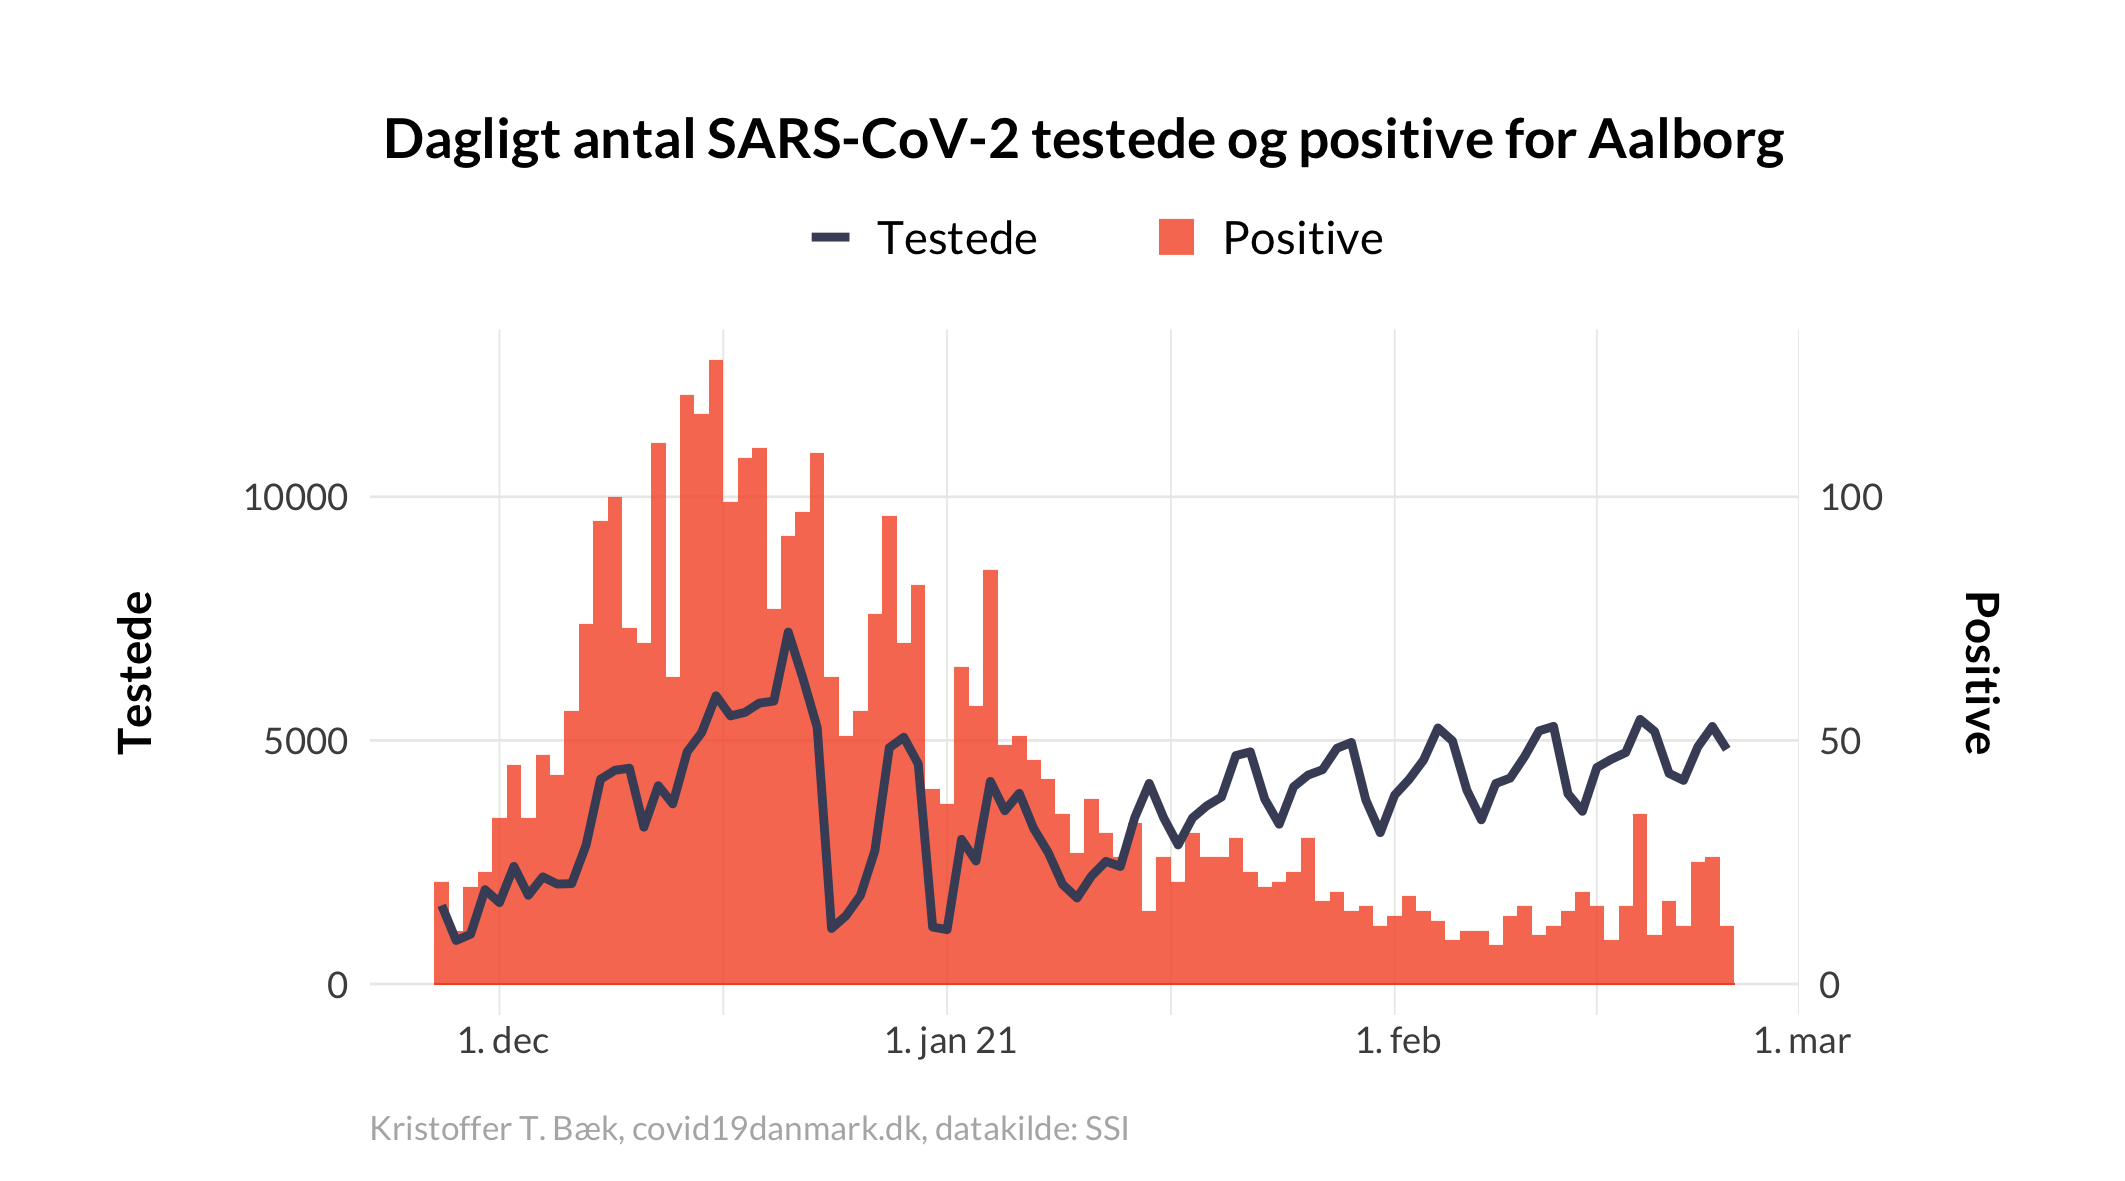 Dagligt antal SARS-CoV-2 testede og positive for Aalborg
Testede
Positive
10000
5000
0
100
50
0
Testede
Positive
1. dec
1. jan 21
1. feb
1. mar
Kristoffer T. Bæk, covid19danmark.dk, datakilde: SSI